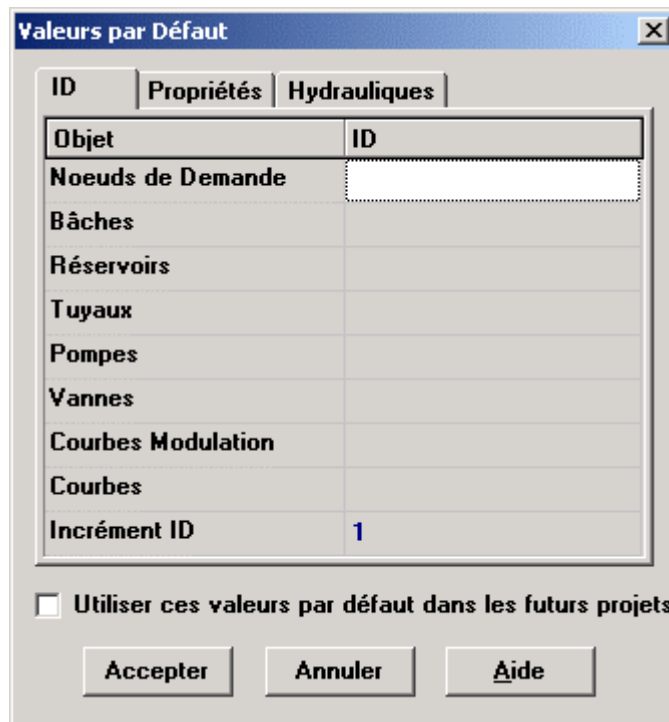 Valeurs par Défaut
ID Propriétés Hydrauliques
Objet ID
Noeuds de Demande
Bâches
Réservoirs
Tuyaux
Pompes
Vannes
Courbes Modulation
Courbes
Incrément ID 1
Utiliser ces valeurs par défaut dans les futurs projets
Accepter Annuler Aide